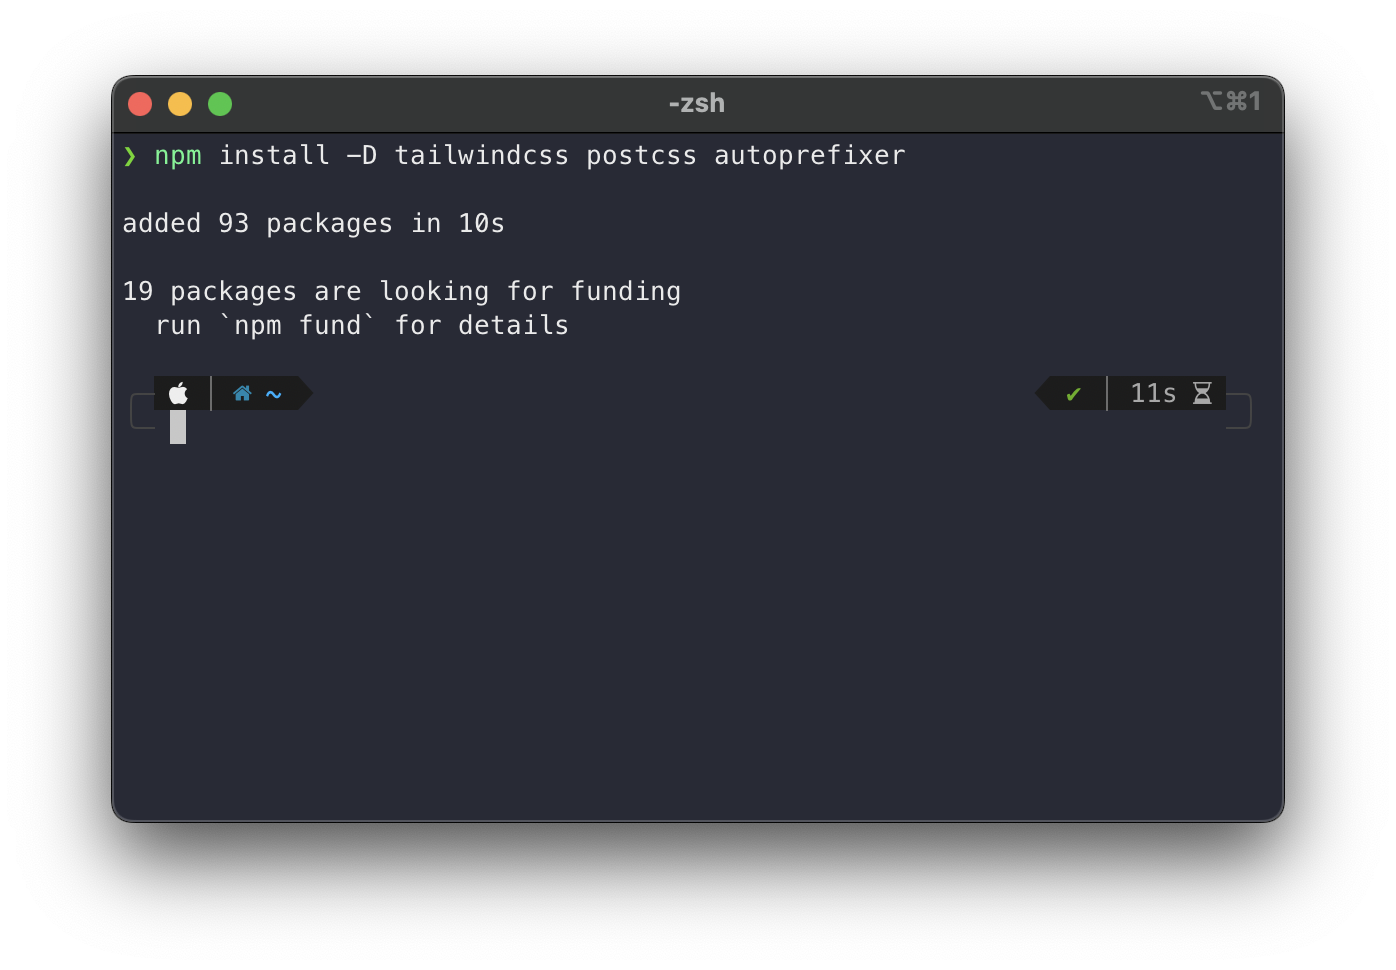 -zsh
⌥⌘1
❯ npm install -D tailwindcss postcss autoprefixer
added 93 packages in 10s
19 packages are looking for funding
run `npm fund` for details
~
✔ 11s